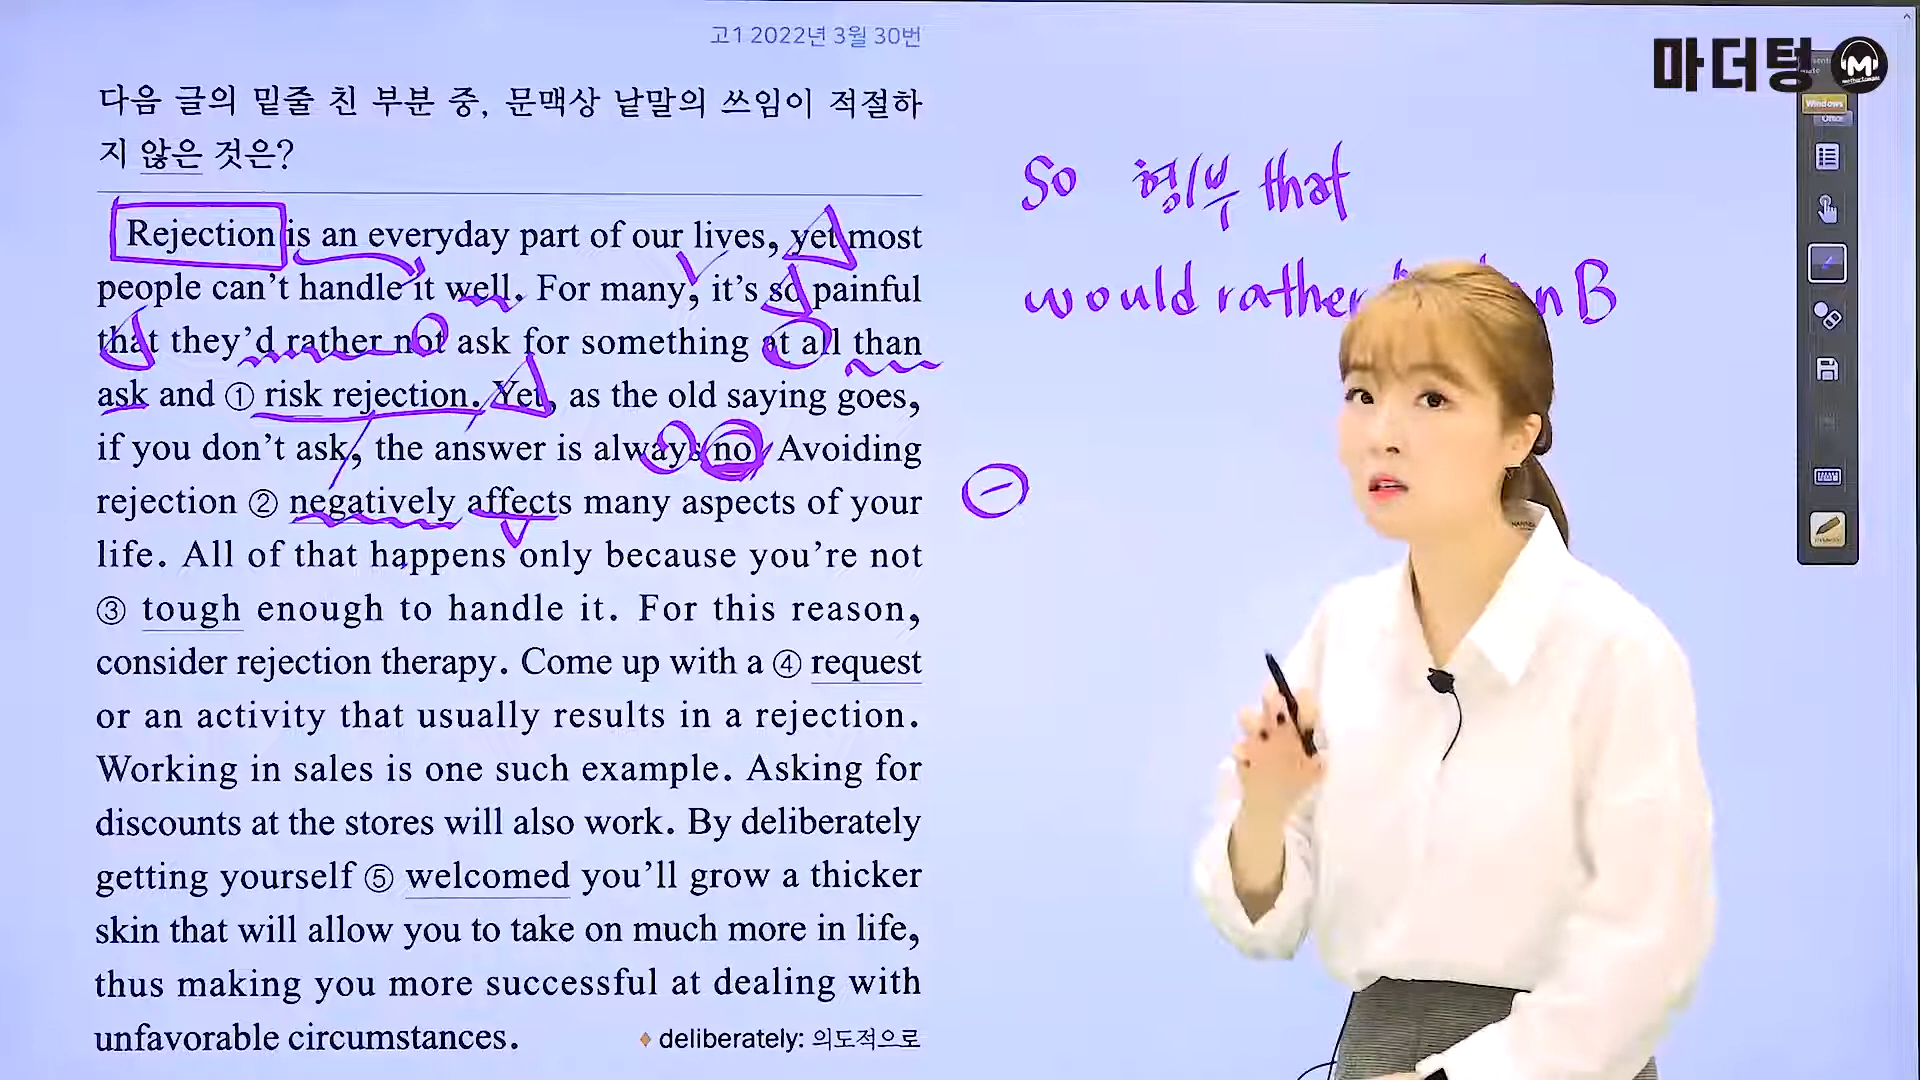 고1 2022년 3월 30번
마더텅
다음 글의 밑줄 친 부분 중, 문맥상 낱말의 쓰임이 적절하
지 않은 것은?
Rejection is an everyday part of our lives, yet most
people can't handle it well. For many, it's so painful
that they'd rather not ask for something at all than
ask and ① risk rejection. Yet, as the old saying goes,
if you don't ask, the answer is always no. Avoiding
rejection ② negatively affects many aspects of your
life. All of that happens only because you're not
③ tough enough to handle it. For this reason,
consider rejection therapy. Come up with a ④ request
or an activity that usually results in a rejection.
Working in sales is one such example. Asking for
discounts at the stores will also work. By deliberately
getting yourself ⑤ welcomed you'll grow a thicker
skin that will allow you to take on much more in life,
thus making you more successful at dealing with
unfavorable circumstances.
♦ deliberately: 의도적으로
So 형/부 that
would rather B
Windows
Office